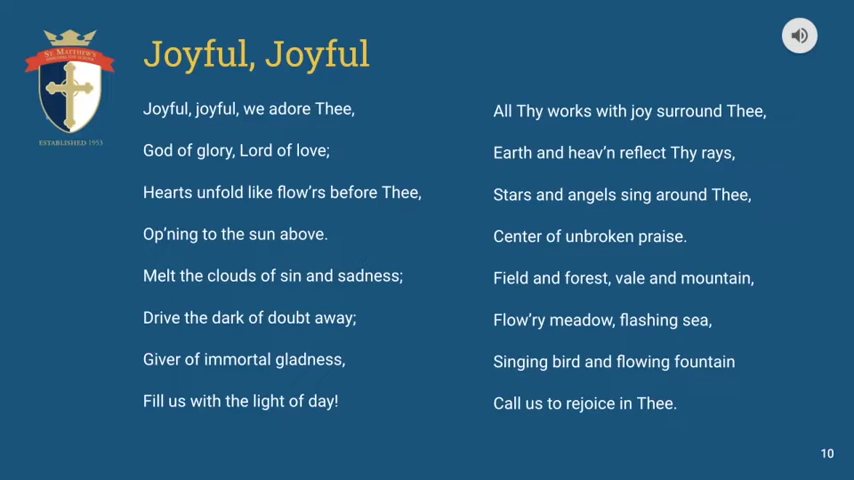 St. Matthew's
ESTABLISHED 1953
Joyful, Joyful
Joyful, joyful, we adore Thee,
God of glory, Lord of love;
Hearts unfold like flow’rs before Thee,
Op’ning to the sun above.
Melt the clouds of sin and sadness;
Drive the dark of doubt away;
Giver of immortal gladness,
Fill us with the light of day!
All Thy works with joy surround Thee,
Earth and heav’n reflect Thy rays,
Stars and angels sing around Thee,
Center of unbroken praise.
Field and forest, vale and mountain,
Flow’ry meadow, flashing sea,
Singing bird and flowing fountain
Call us to rejoice in Thee.
10